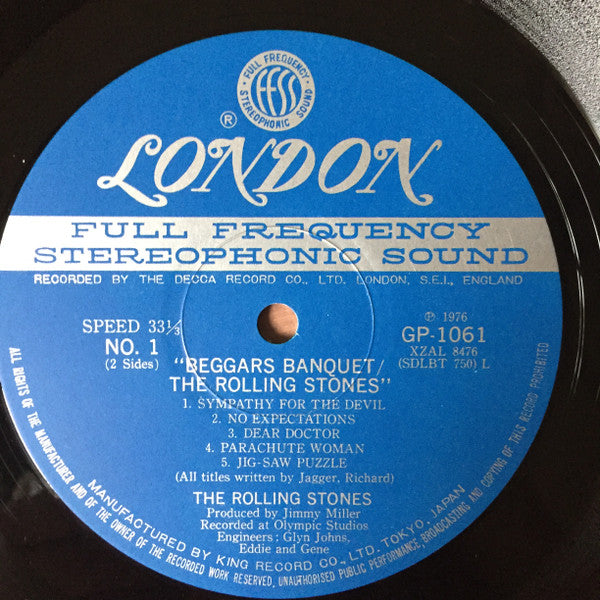 FULL FREQUENCY
ffss
STEREOPHONIC SOUND
®
LONDON
FULL FREQUENCY
STEREOPHONIC SOUND
RECORDED BY THE DECCA RECORD CO., LTD. LONDON, S.E.I., ENGLAND
SPEED 33⅓
NO. 1
(2 Sides)
℗ 1976
GP-1061
XZAL 8476
(SDLBT 750) L
"BEGGARS BANQUET/
THE ROLLING STONES"
1. SYMPATHY FOR THE DEVIL
2. NO EXPECTATIONS
3. DEAR DOCTOR
4. PARACHUTE WOMAN
5. JIG-SAW PUZZLE
(All titles written by Jagger, Richard)
THE ROLLING STONES
Produced by Jimmy Miller
Recorded at Olympic Studios
Engineers: Glyn Johns,
Eddie and Gene
MANUFACTURED BY KING RECORD CO., LTD. TOKYO, JAPAN
ALL RIGHTS OF THE MANUFACTURER AND OF THE OWNER OF THE RECORDED WORK RESERVED, UNAUTHORISED PUBLIC PERFORMANCE, BROADCASTING AND COPYING OF THIS RECORD PROHIBITED